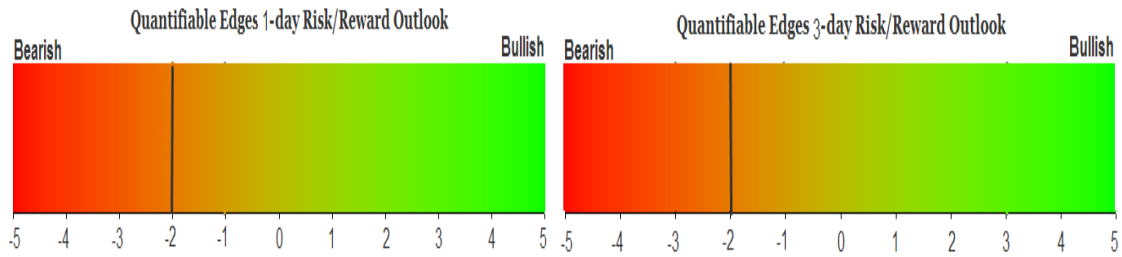 Quantifiable Edges 1-day Risk/Reward Outlook
Bearish Bullish
-5 -4 -3 -2 -1 0 1 2 3 4 5
Quantifiable Edges 3-day Risk/Reward Outlook
Bearish Bullish
-5 -4 -3 -2 -1 0 1 2 3 4 5